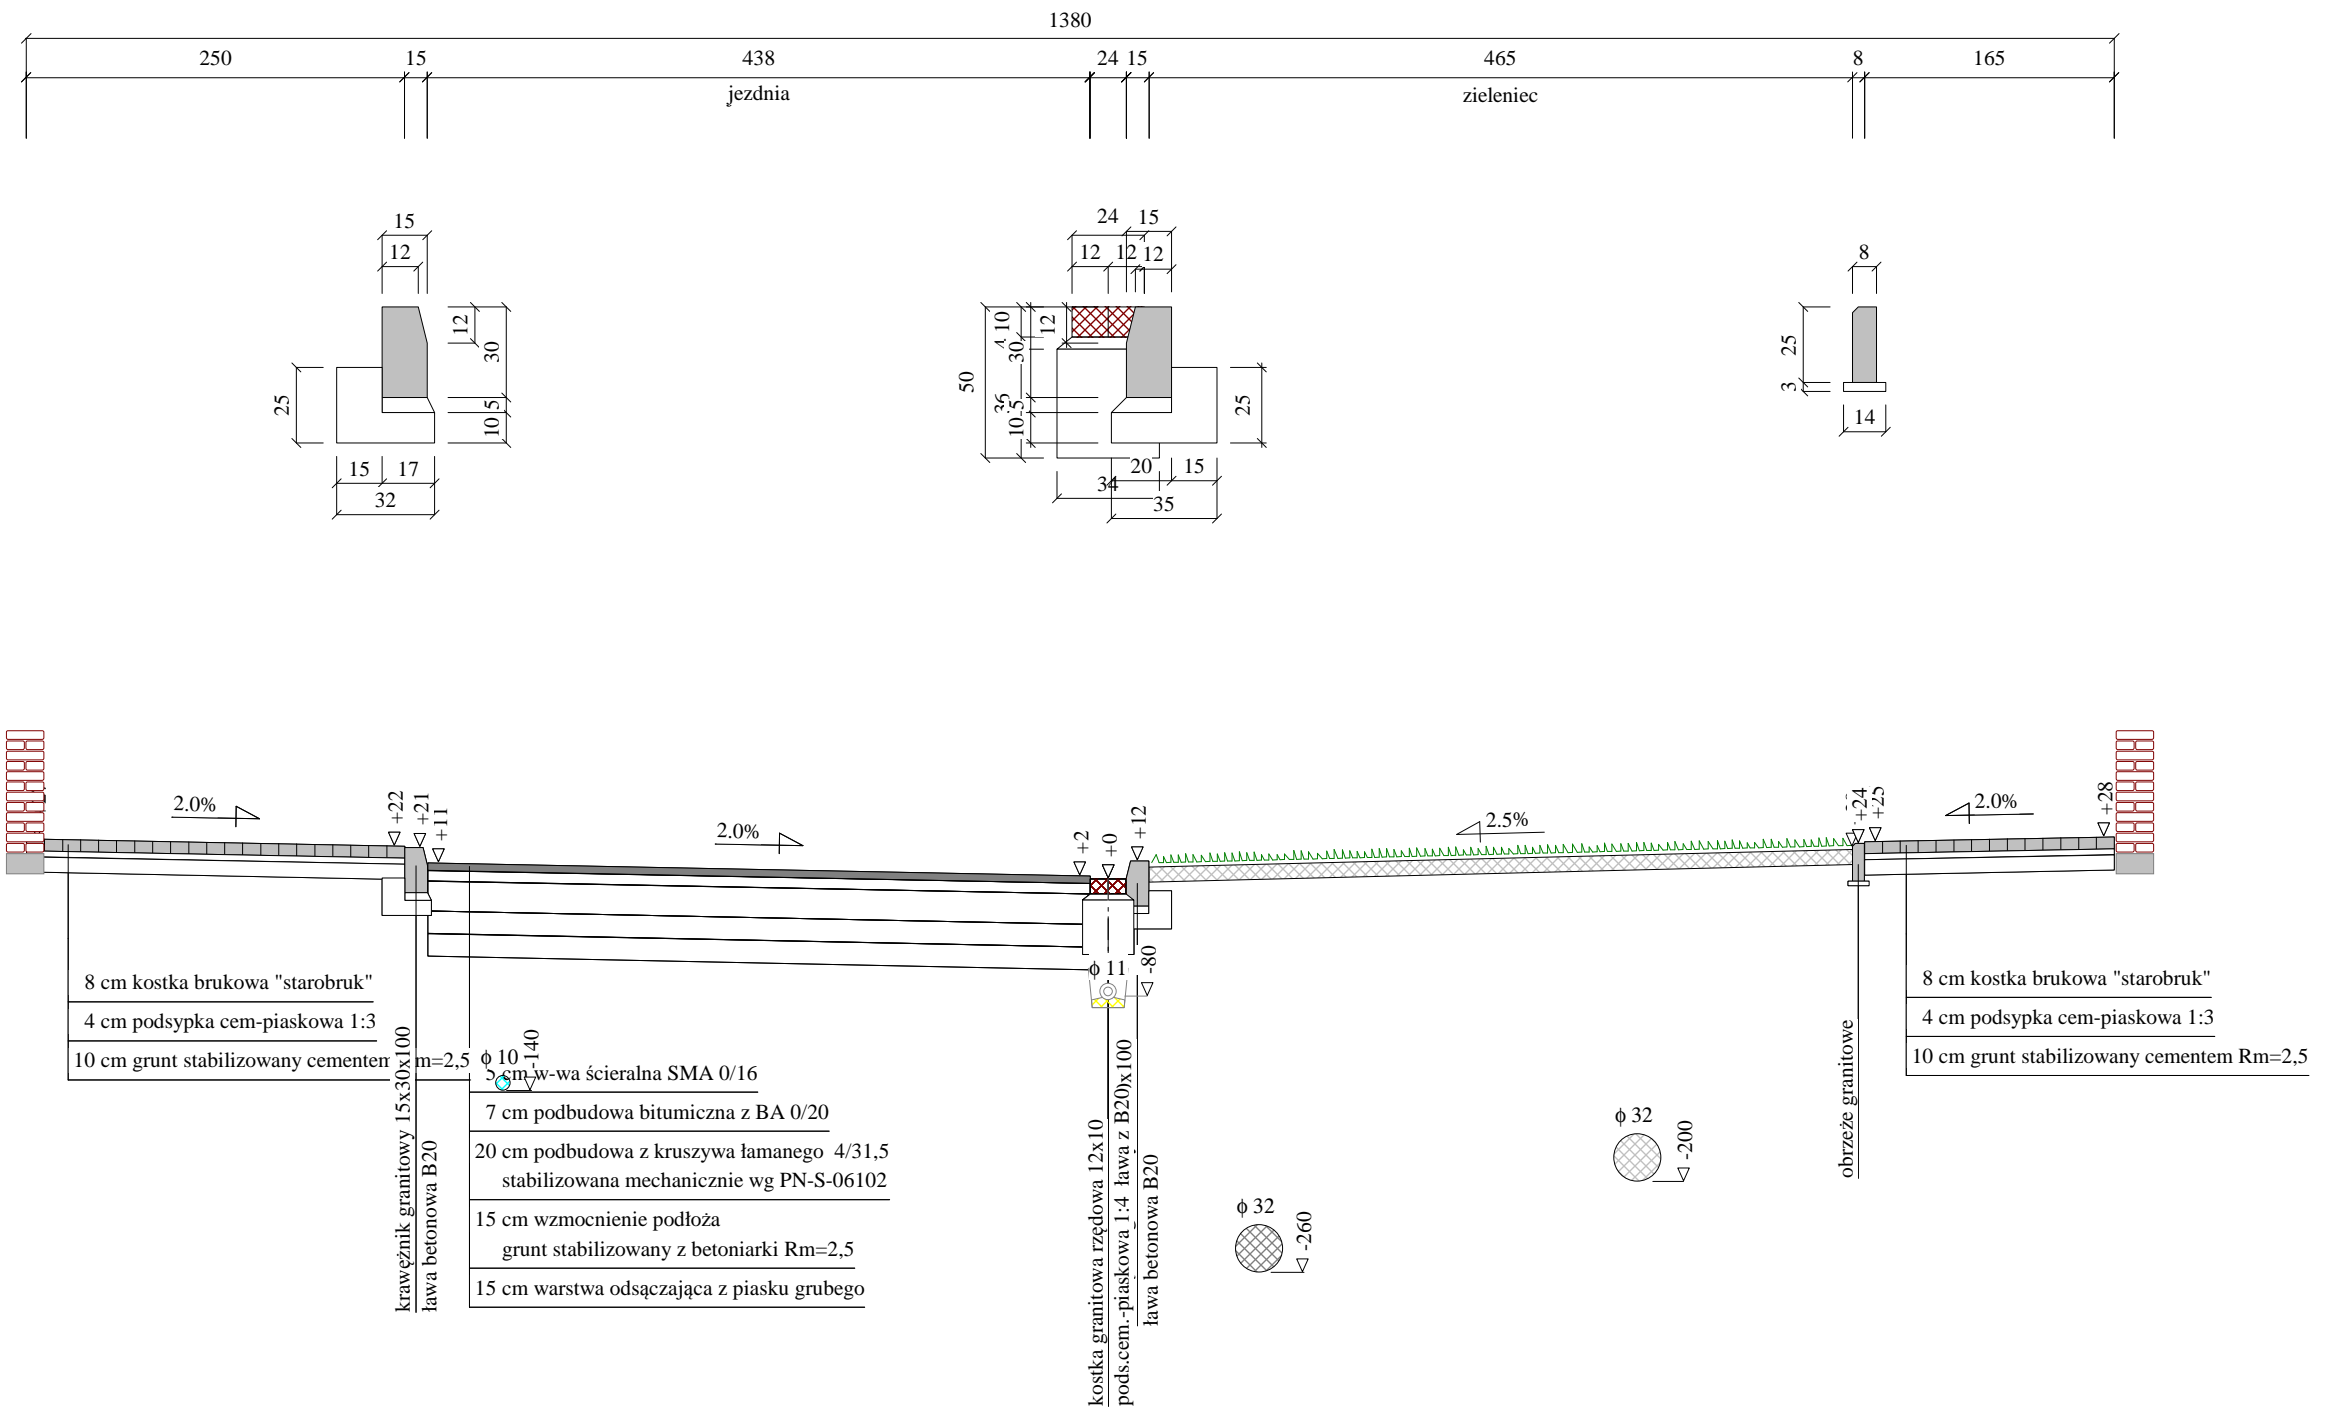 1380
250 15 438 24 15 465 8 165
jezdnia
zieleniec
15
12
12
30
5
10
25
15 17
32
24 15
12 12 12
10
4
12
30
50
36
5
10
25
20 15
34
35
8
25
3
14
2.0%
+22
+21
+11
2.0%
+2
+0
+12
2.5%
+24
+25
2.0%
+28
8 cm kostka brukowa "starobruk"
4 cm podsypka cem-piaskowa 1:3
10 cm grunt stabilizowany cementem m=2,5
krawężnik granitowy 15x30x100
ława betonowa B20
ϕ 10
-140
5 cm w-wa ścieralna SMA 0/16
7 cm podbudowa bitumiczna z BA 0/20
20 cm podbudowa z kruszywa łamanego 4/31,5
stabilizowana mechanicznie wg PN-S-06102
15 cm wzmocnienie podłoża
grunt stabilizowany z betoniarki Rm=2,5
15 cm warstwa odsączająca z piasku grubego
ϕ 11
-80
kostka granitowa rzędowa 12x10
pods.cem.-piaskowa 1:4 ława z B20
x100
ława betonowa B20
ϕ 32
-260
ϕ 32
-200
obrzeże granitowe
8 cm kostka brukowa "starobruk"
4 cm podsypka cem-piaskowa 1:3
10 cm grunt stabilizowany cementem Rm=2,5